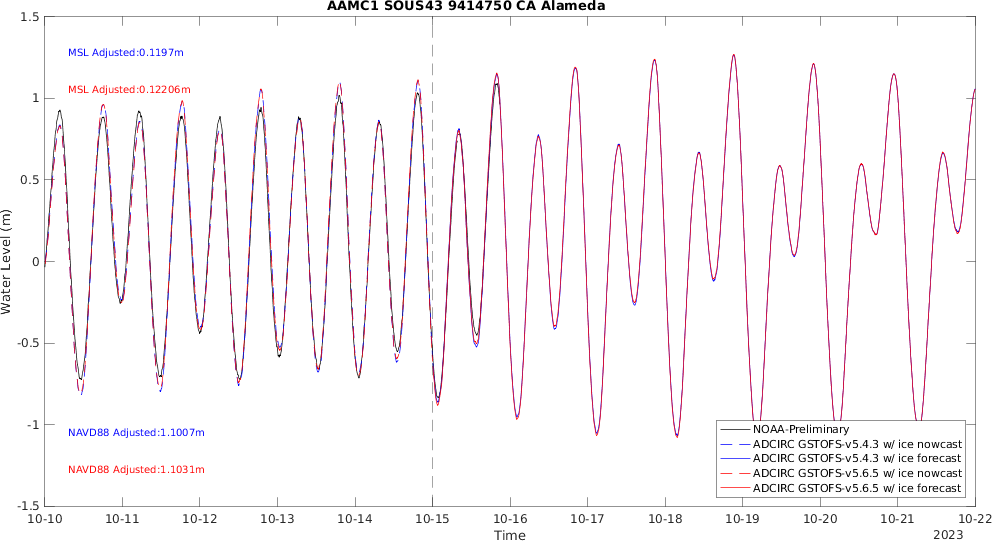 AAMC1 SOUS43 9414750 CA Alameda
1.5
MSL Adjusted:0.1197m
MSL Adjusted:0.12206m
1
0.5
0
-0.5
-1
-1.5
Water Level (m)
NAVD88 Adjusted:1.1007m
NAVD88 Adjusted:1.1031m
NOAA-Preliminary
ADCIRC GSTOFS-v5.4.3 w/ ice nowcast
ADCIRC GSTOFS-v5.4.3 w/ ice forecast
ADCIRC GSTOFS-v5.6.5 w/ ice nowcast
ADCIRC GSTOFS-v5.6.5 w/ ice forecast
10-10 10-11 10-12 10-13 10-14 10-15 10-16 10-17 10-18 10-19 10-20 10-21 10-22
Time
2023